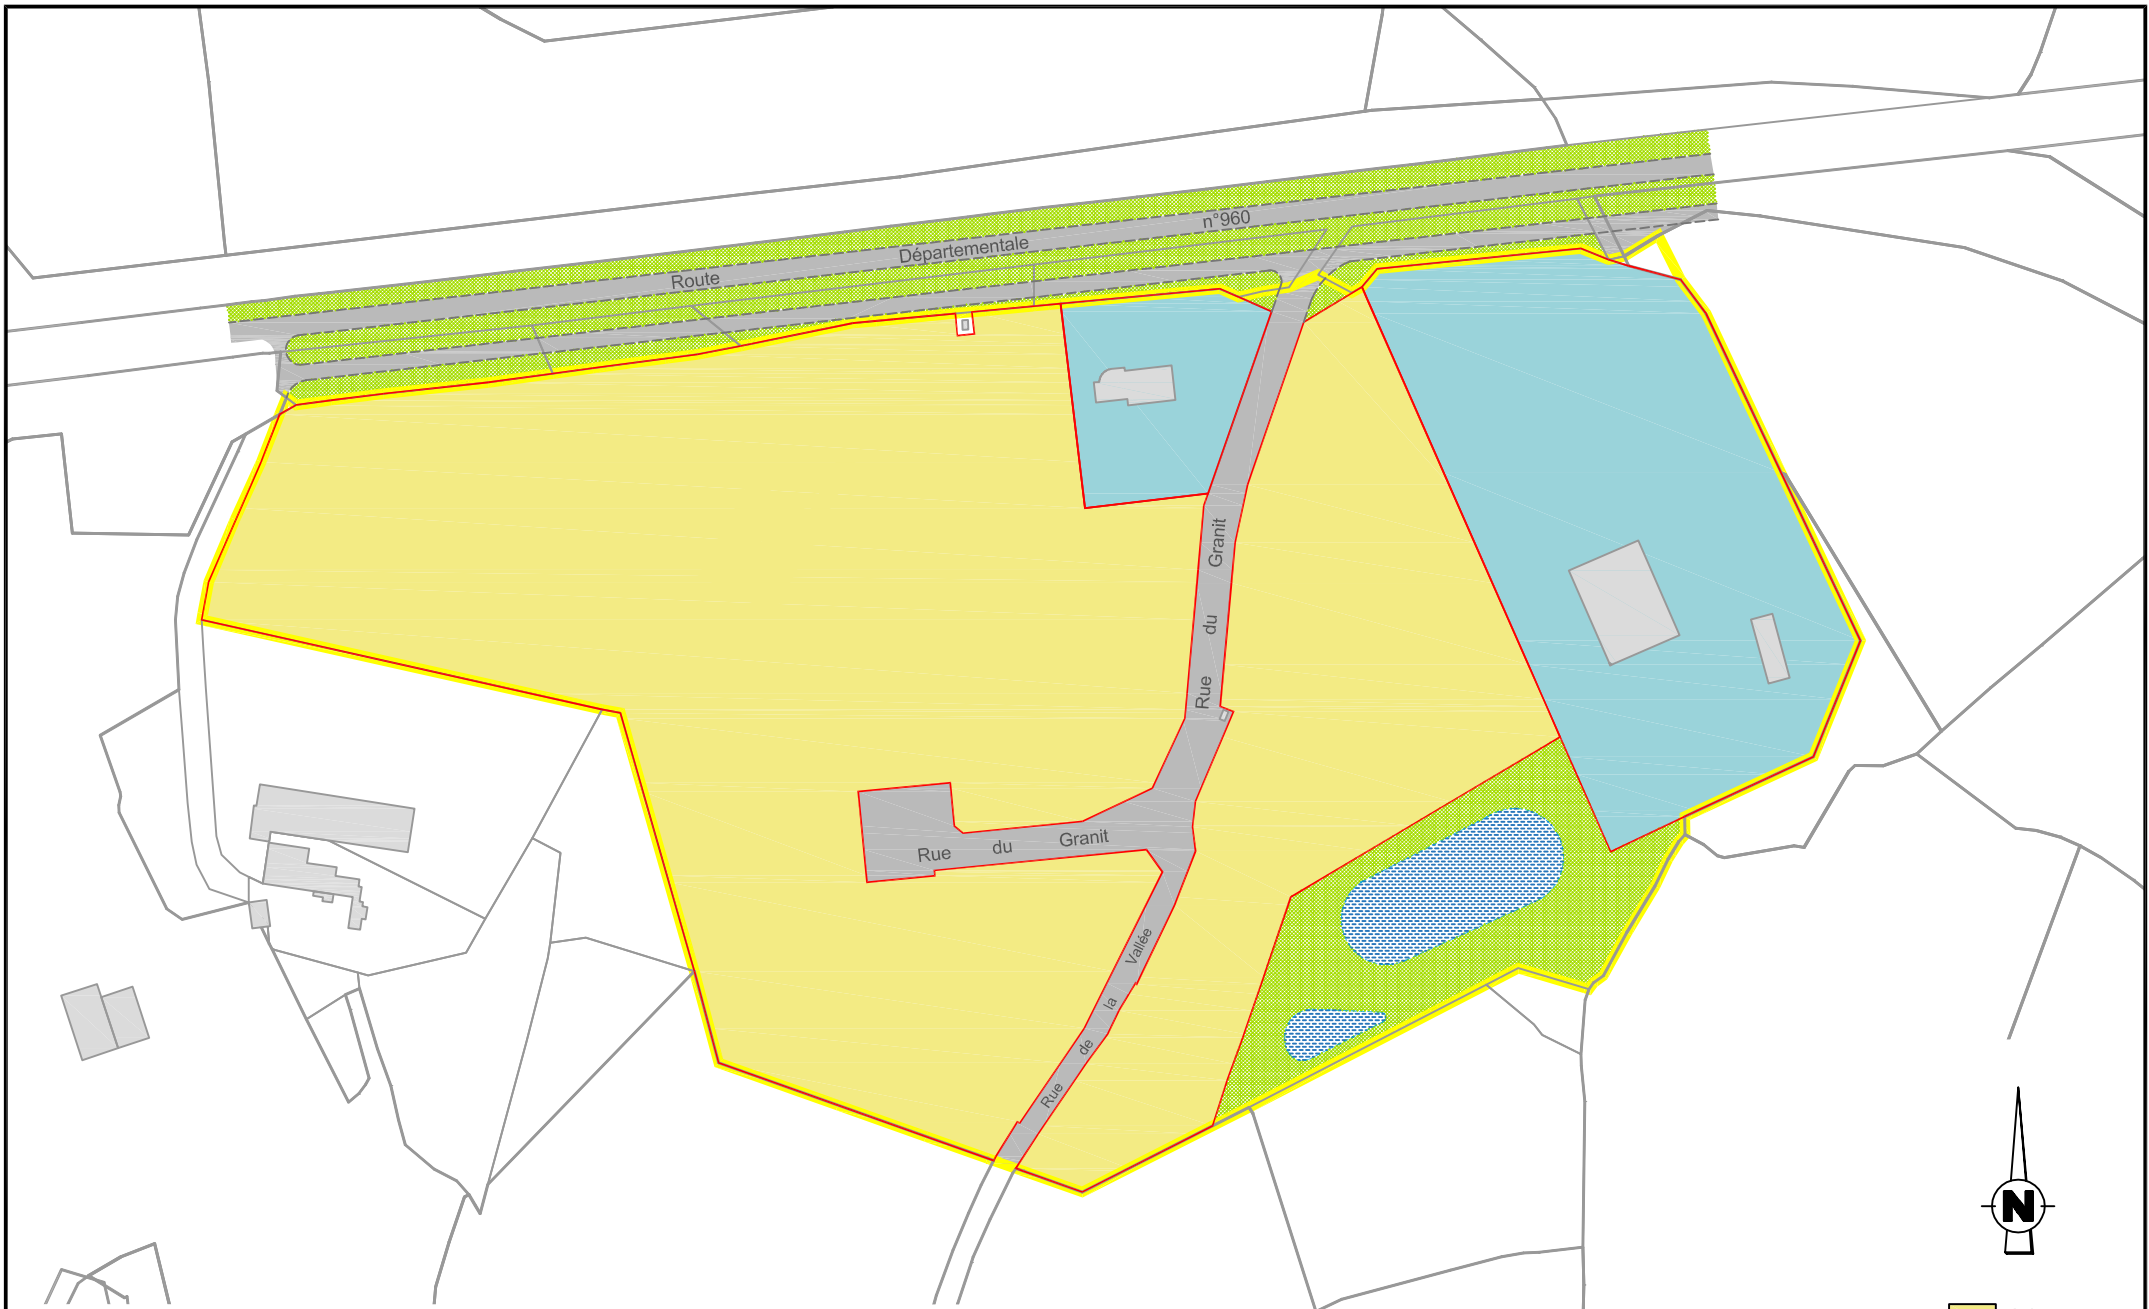 n°960
Départementale
Route
Granit
du
Rue
Rue du Granit
Vallée
la
de
Rue
N